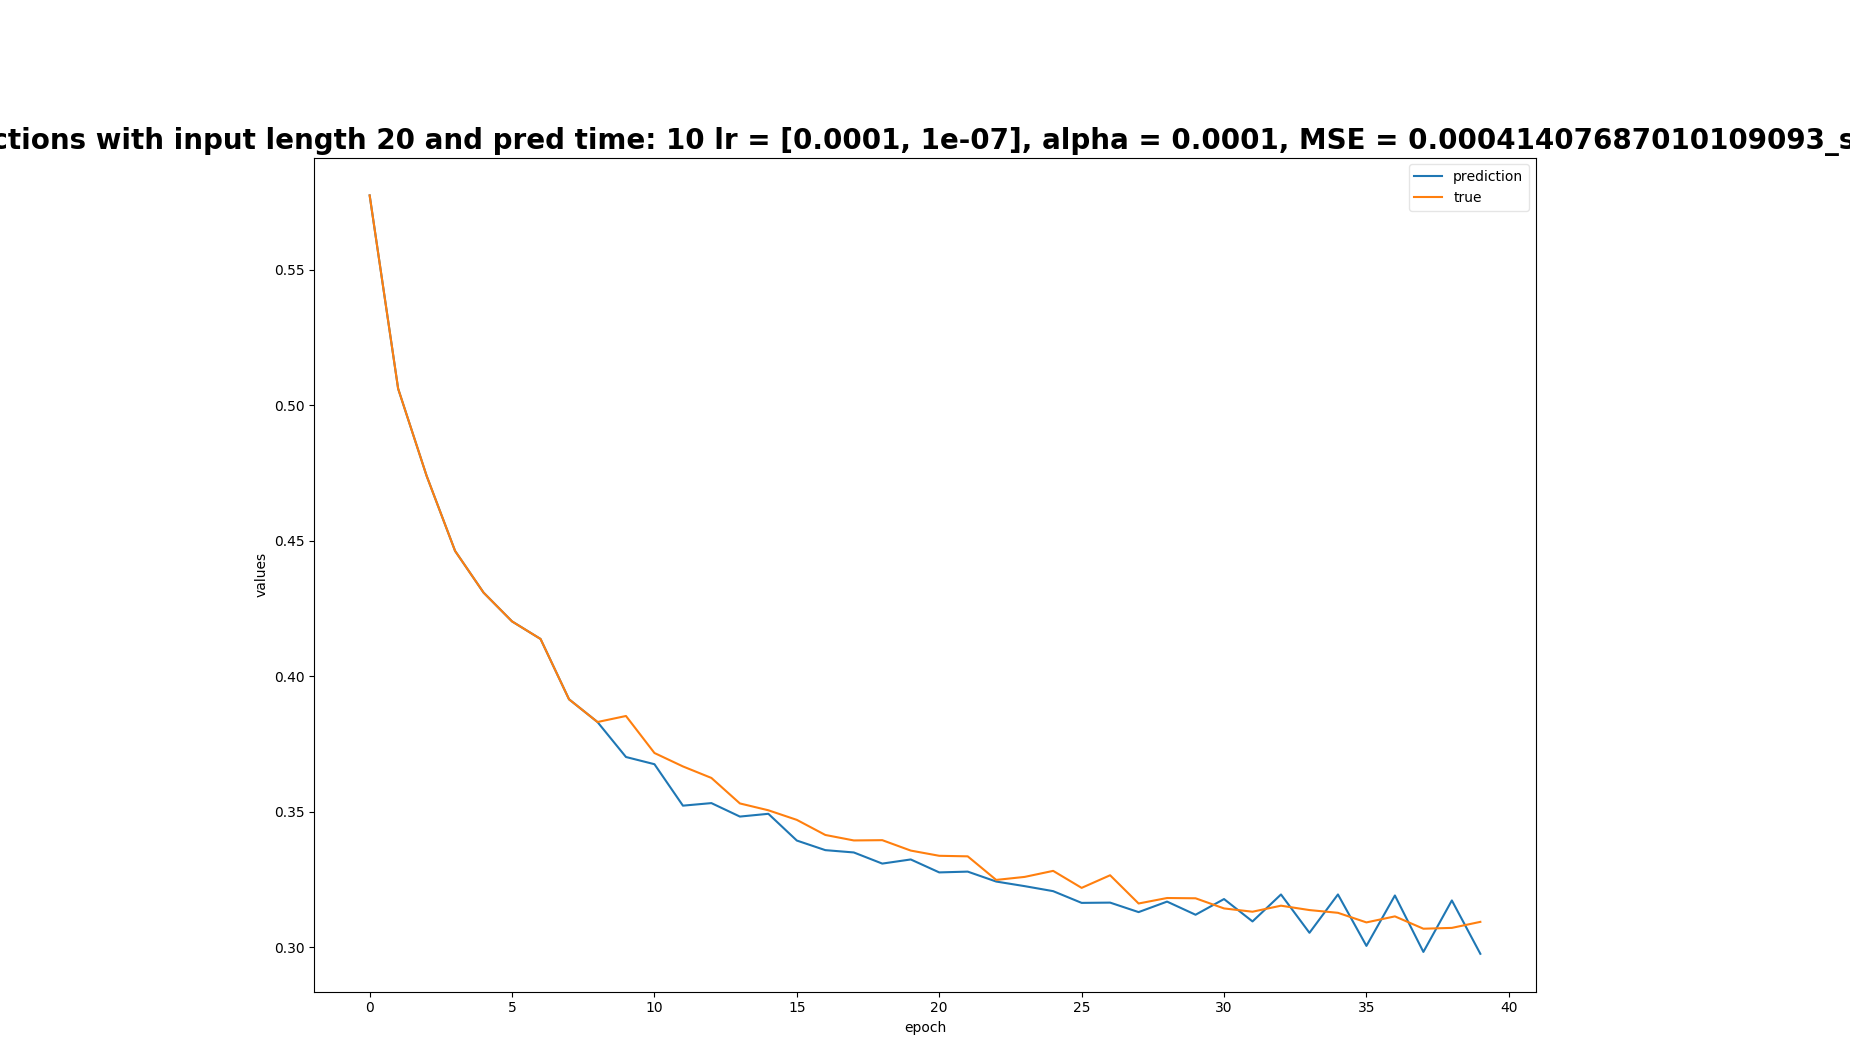 ctions with input length 20 and pred time: 10 lr = [0.0001, 1e-07], alpha = 0.0001, MSE = 0.00041407687010109093_s
prediction
true
0.55
0.50
0.45
0.40
0.35
0.30
values
0 5 10 15 20 25 30 35 40
epoch